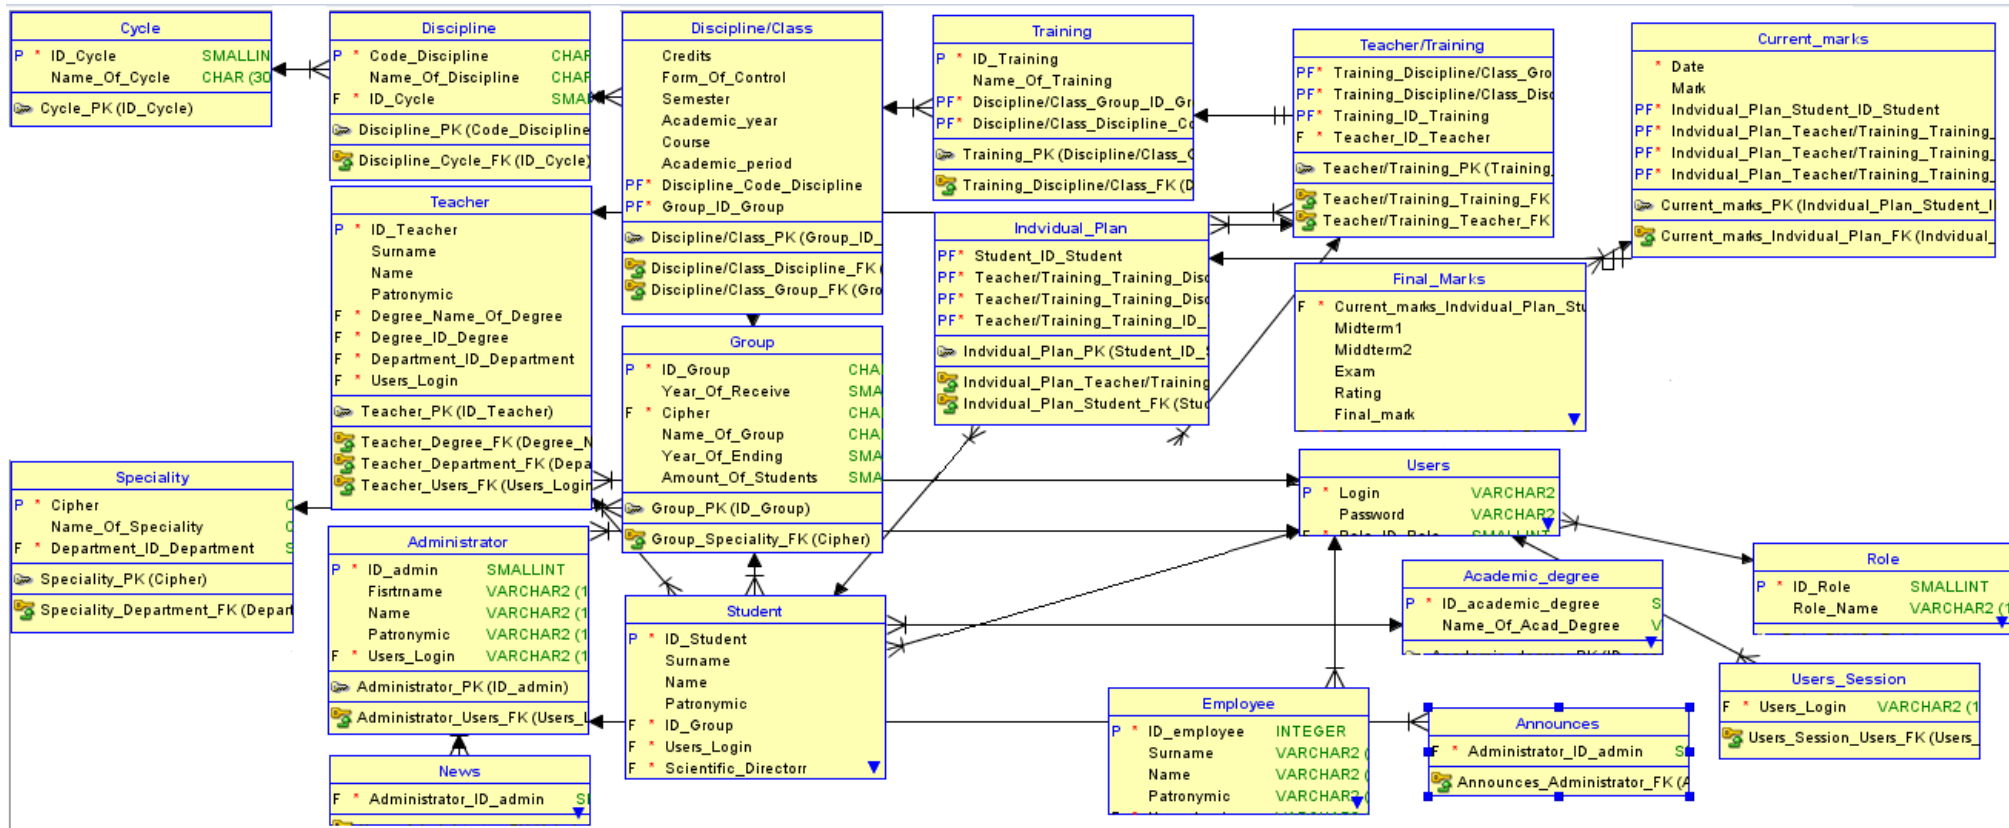 Cycle
P * ID_Cycle SMALLIN
Name_Of_Cycle CHAR (30
Cycle_PK (ID_Cycle)
Discipline
P * Code_Discipline CHAR
Name_Of_Discipline CHAR
F * ID_Cycle SMA
Discipline_PK (Code_Discipline
Discipline_Cycle_FK (ID_Cycle)
Discipline/Class
Credits
Form_Of_Control
Semester
Academic_year
Course
Academic_period
PF* Discipline_Code_Discipline
PF* Group_ID_Group
Discipline/Class_PK (Group_ID_
Discipline/Class_Discipline_FK (
Discipline/Class_Group_FK (Gro
Training
P * ID_Training
Name_Of_Training
PF* Discipline/Class_Group_ID_Gr
PF* Discipline/Class_Discipline_Co
Training_PK (Discipline/Class_G
Training_Discipline/Class_FK (D
Teacher/Training
PF* Training_Discipline/Class_Gro
PF* Training_Discipline/Class_Disc
PF* Training_ID_Training
F * Teacher_ID_Teacher
Teacher/Training_PK (Training_
Teacher/Training_Training_FK
Teacher/Training_Teacher_FK
Current_marks
* Date
Mark
PF* Indvidual_Plan_Student_ID_Student
PF* Indvidual_Plan_Teacher/Training_Training_
PF* Indvidual_Plan_Teacher/Training_Training_
PF* Indvidual_Plan_Teacher/Training_Training_
Current_marks_PK (Indvidual_Plan_Student_I
Current_marks_Indvidual_Plan_FK (Indvidual_
Teacher
P * ID_Teacher
Surname
Name
Patronymic
F * Degree_Name_Of_Degree
F * Degree_ID_Degree
F * Department_ID_Department
F * Users_Login
Teacher_PK (ID_Teacher)
Teacher_Degree_FK (Degree_N
Teacher_Department_FK (Depa
Teacher_Users_FK (Users_Login
Indvidual_Plan
PF* Student_ID_Student
PF* Teacher/Training_Training_Disc
PF* Teacher/Training_Training_Disc
PF* Teacher/Training_Training_ID_
Indvidual_Plan_PK (Student_ID_S
Indvidual_Plan_Teacher/Training
Indvidual_Plan_Student_FK (Stuc
Final_Marks
F * Current_marks_Indvidual_Plan_Stu
Midterm1
Middterm2
Exam
Rating
Final_mark
Group
P * ID_Group CHA
Year_Of_Receive SMA
F * Cipher CHA
Name_Of_Group CHA
Year_Of_Ending SMA
Amount_Of_Students SMA
Group_PK (ID_Group)
Group_Speciality_FK (Cipher)
Speciality
P * Cipher C
Name_Of_Speciality C
F * Department_ID_Department S
Speciality_PK (Cipher)
Speciality_Department_FK (Depart
Users
P * Login VARCHAR2
Password VARCHAR2
F * Role_ID_Role SMALLINT
Administrator
P * ID_admin SMALLINT
Fisrtname VARCHAR2 (1
Name VARCHAR2 (1
Patronymic VARCHAR2 (1
F * Users_Login VARCHAR2 (1
Administrator_PK (ID_admin)
Administrator_Users_FK (Users_L
Role
P * ID_Role SMALLINT
Role_Name VARCHAR2 (1
Academic_degree
P * ID_academic_degree S
Name_Of_Acad_Degree V
Student
P * ID_Student
Surname
Name
Patronymic
F * ID_Group
F * Users_Login
F * Scientific_Directorr
Users_Session
F * Users_Login VARCHAR2 (1
Users_Session_Users_FK (Users_
Employee
P * ID_employee INTEGER
Surname VARCHAR2 (
Name VARCHAR2 (
Patronymic VARCHAR2 (
Announces
F * Administrator_ID_admin S
Announces_Administrator_FK (A
News
F * Administrator_ID_admin SI